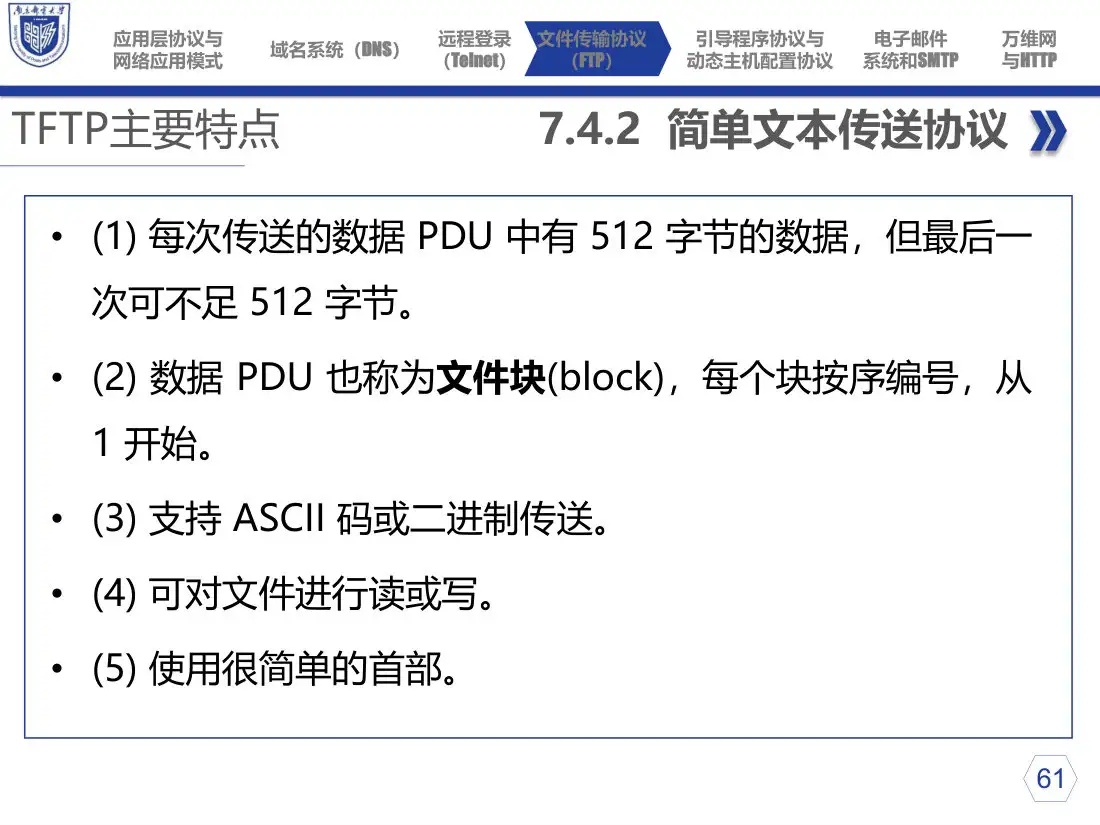 南京邮电大学
应用层协议与
网络应用模式
域名系统（DNS）
远程登录
（Telnet）
文件传输协议
（FTP）
引导程序协议与
动态主机配置协议
电子邮件
系统和SMTP
万维网
与HTTP
TFTP主要特点
7.4.2 简单文本传送协议
• (1) 每次传送的数据 PDU 中有 512 字节的数据，但最后一
次可不足 512 字节。
• (2) 数据 PDU 也称为文件块(block)，每个块按序编号，从
1 开始。
• (3) 支持 ASCII 码或二进制传送。
• (4) 可对文件进行读或写。
• (5) 使用很简单的首部。
61